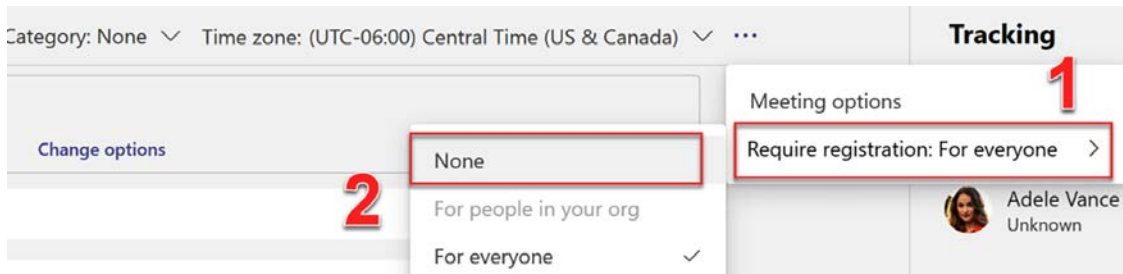 Category: None Time zone: (UTC-06:00) Central Time (US & Canada) ...
Tracking
1
Meeting options
Require registration: For everyone
Change options
2
None
For people in your org
For everyone
Adele Vance
Unknown